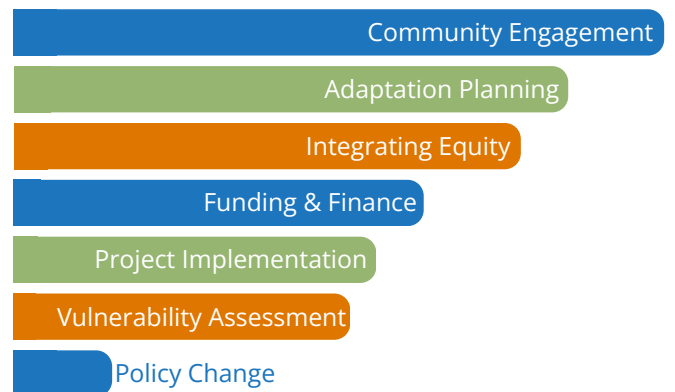 Community Engagement
Adaptation Planning
Integrating Equity
Funding & Finance
Project Implementation
Vulnerability Assessment
Policy Change